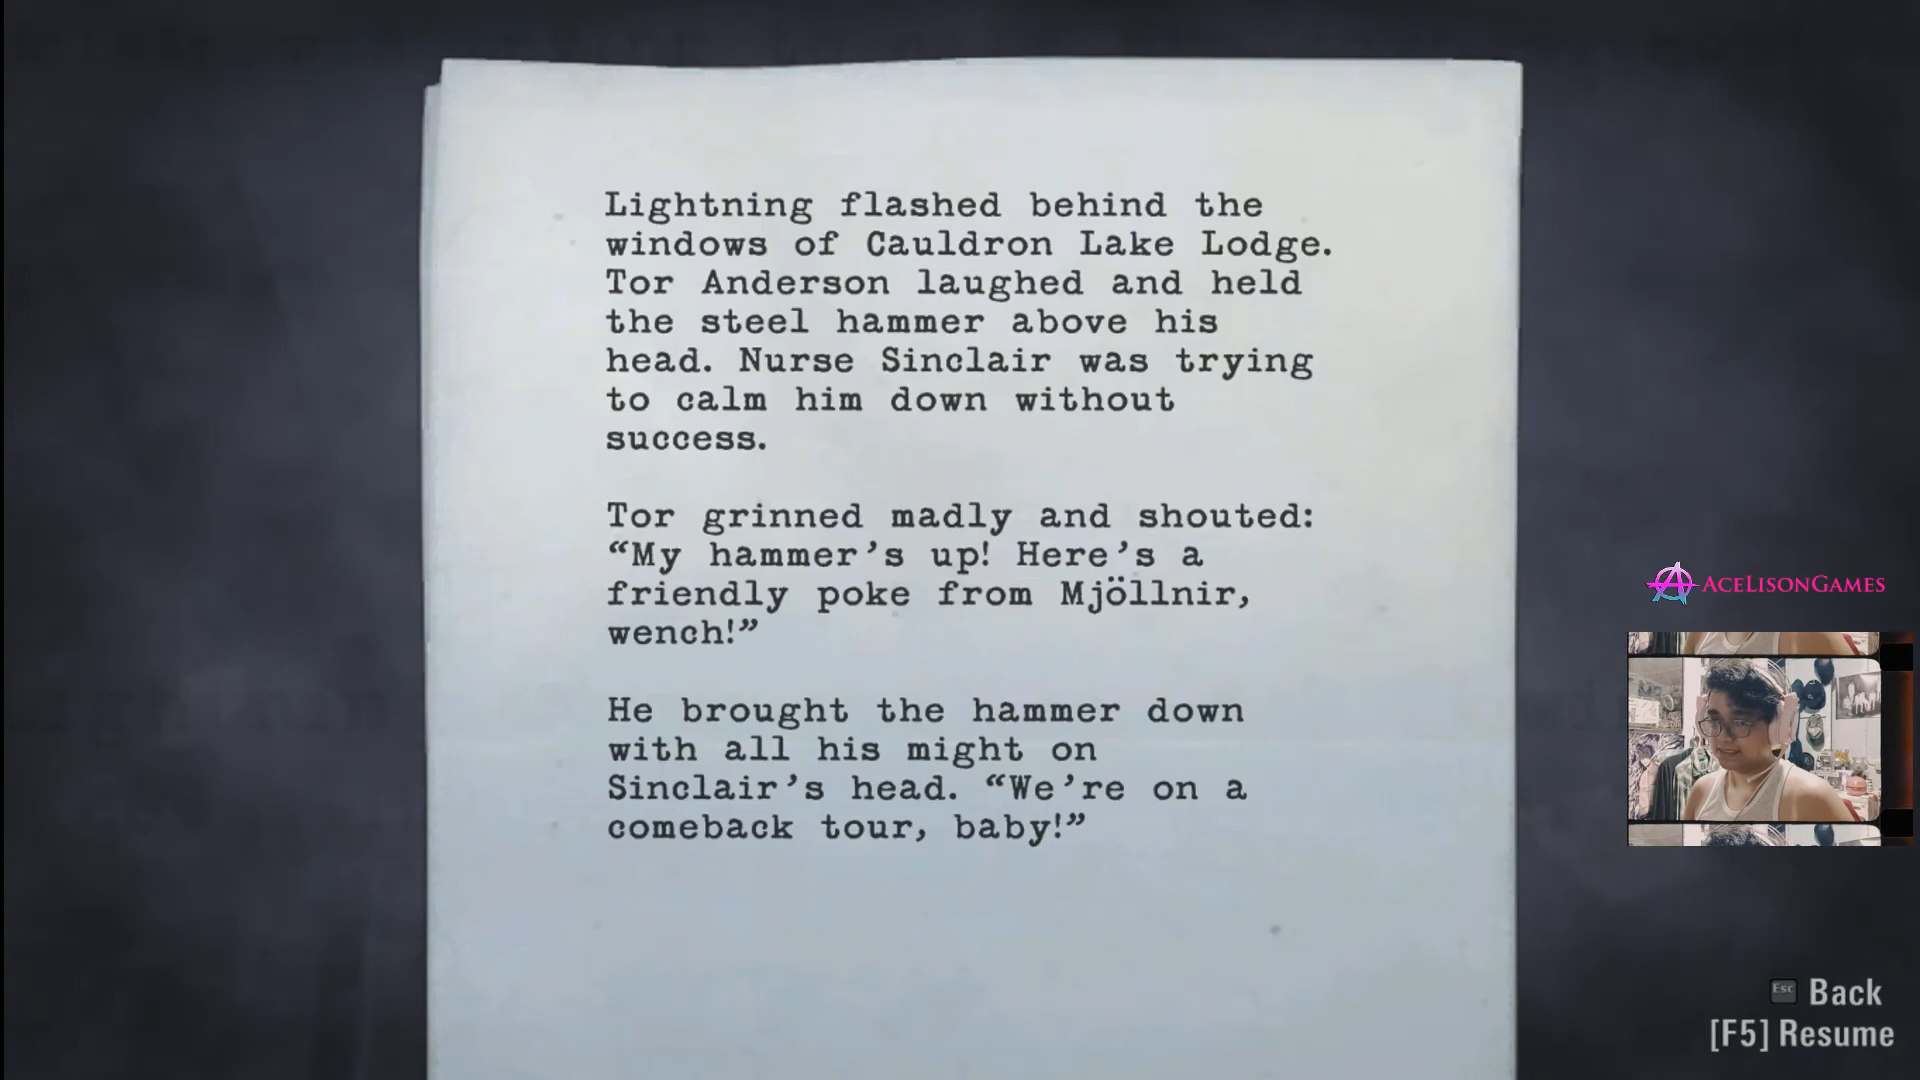 Lightning flashed behind the
windows of Cauldron Lake Lodge.
Tor Anderson laughed and held
the steel hammer above his
head. Nurse Sinclair was trying
to calm him down without
success.
Tor grinned madly and shouted:
“My hammer’s up! Here’s a
friendly poke from Mjöllnir,
wench!”
He brought the hammer down
with all his might on
Sinclair’s head. “We’re on a
comeback tour, baby!”
AceLisonGames
Esc Back
[F5] Resume